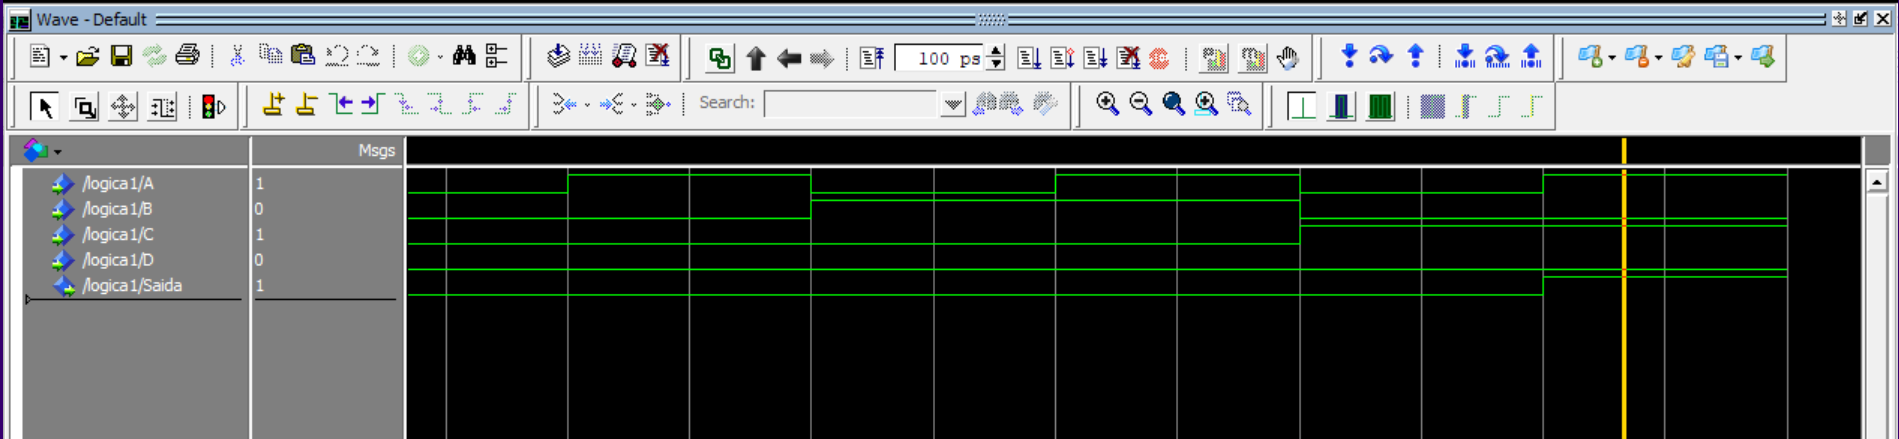 Wave - Default
100 ps
Search:
Msgs
/logica1/A 1
/logica1/B 0
/logica1/C 1
/logica1/D 0
/logica1/Saida 1